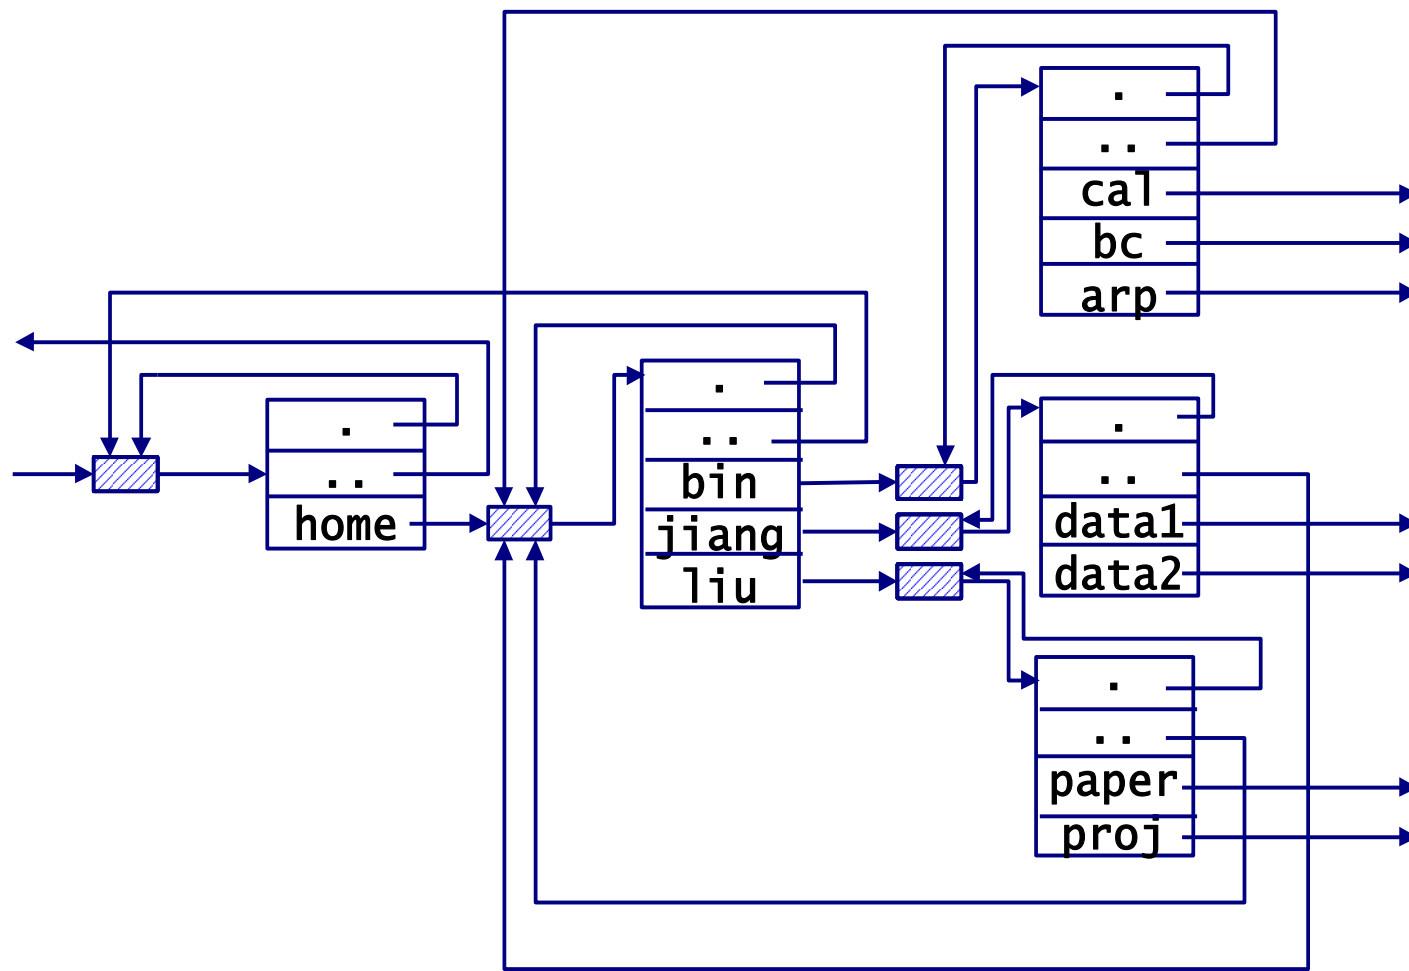 .
..
home
.
..
bin
jiang
liu
.
..
cal
bc
arp
.
..
data1
data2
.
..
paper
proj